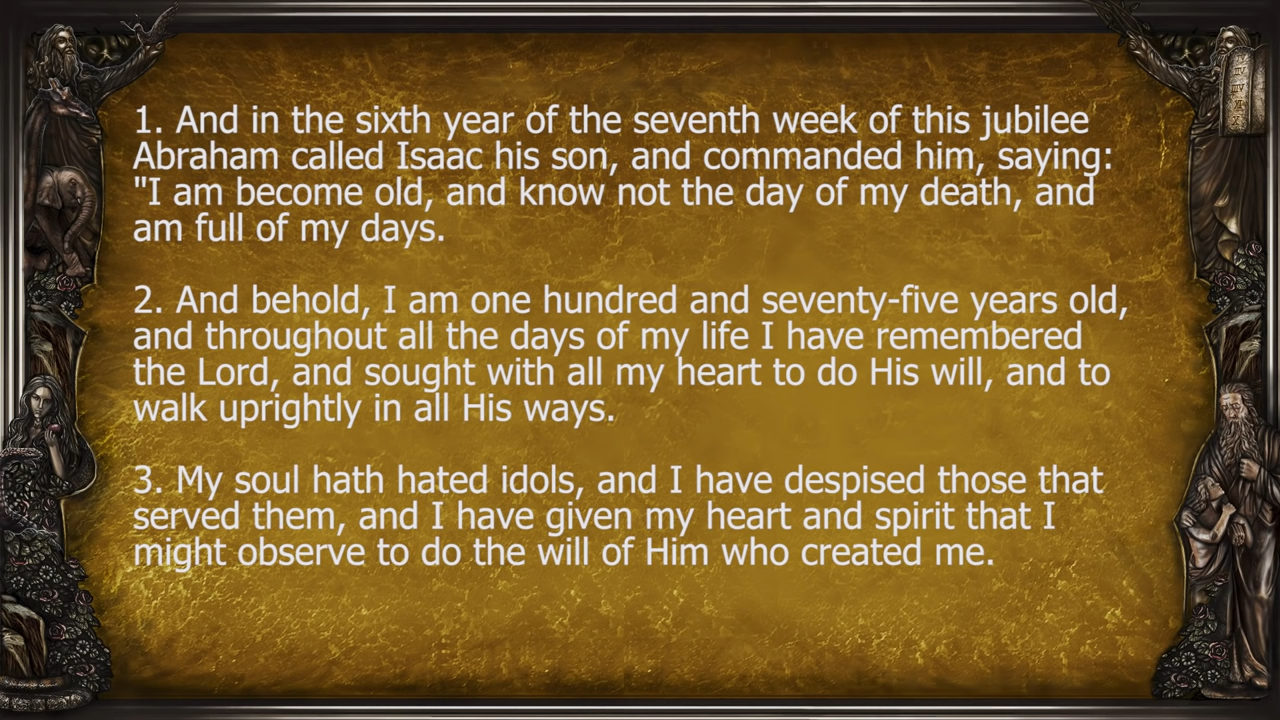 1. And in the sixth year of the seventh week of this jubilee
Abraham called Isaac his son, and commanded him, saying:
"I am become old, and know not the day of my death, and
am full of my days.
2. And behold, I am one hundred and seventy-five years old,
and throughout all the days of my life I have remembered
the Lord, and sought with all my heart to do His will, and to
walk uprightly in all His ways.
3. My soul hath hated idols, and I have despised those that
served them, and I have given my heart and spirit that I
might observe to do the will of Him who created me.